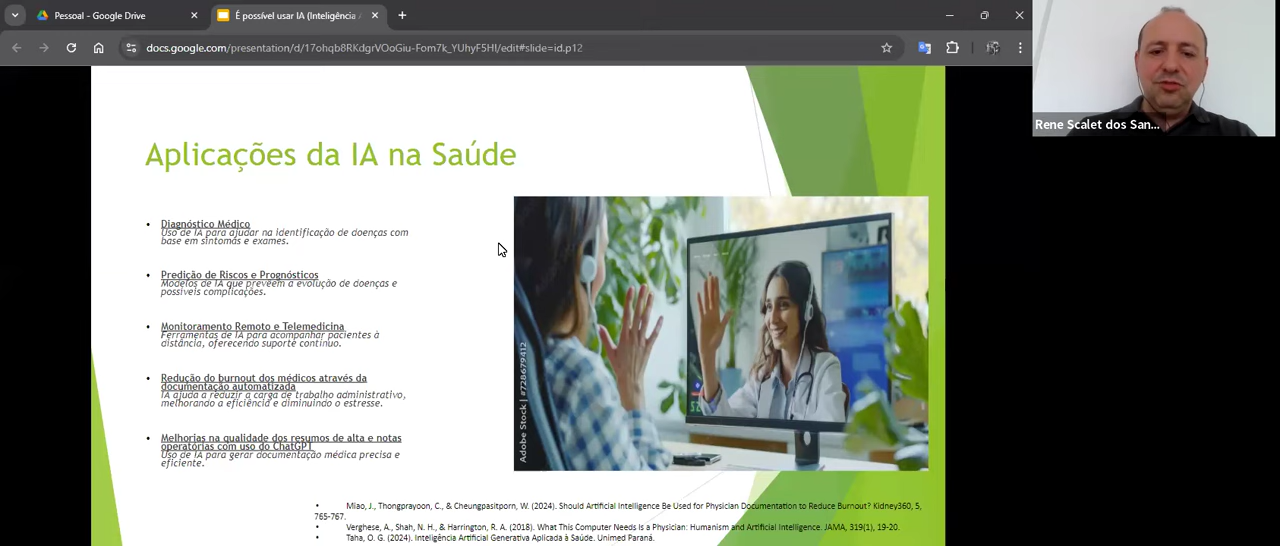 Pessoal - Google Drive
É possível usar IA (Inteligência
docs.google.com/presentation/d/17ohqb8RKdgrVOoGiu-Fom7k_YUhyF5Hl/edit#slide=id.p12
Rene Scalet dos San...
Aplicações da IA na Saúde
• Diagnóstico Médico
Uso de IA para ajudar na identificação de doenças com
base em sintomas e exames.
• Predição de Riscos e Prognósticos
Modelos de IA que preveem a evolução de doenças e
possíveis complicações.
• Monitoramento Remoto e Telemedicina
Ferramentas de IA para acompanhar pacientes à
distância, oferecendo suporte contínuo.
• Redução do burnout dos médicos através da
documentação automatizada
IA ajuda a reduzir a carga de trabalho administrativo,
melhorando a eficiência e diminuindo o estresse.
• Melhorias na qualidade dos resumos de alta e notas
operatórias com uso do ChatGPT
Uso de IA para gerar documentação médica precisa e
eficiente.
Adobe Stock | #728679412
• Miao, J., Thongprayoon, C., & Cheungpasitporn, W. (2024). Should Artificial Intelligence Be Used for Physician Documentation to Reduce Burnout? Kidney360, 5,
765-767.
• Verghese, A., Shah, N. H., & Harrington, R. A. (2018). What This Computer Needs Is a Physician: Humanism and Artificial Intelligence. JAMA, 319(1), 19-20.
• Taha, O. G. (2024). Inteligência Artificial Generativa Aplicada à Saúde. Unimed Paraná.